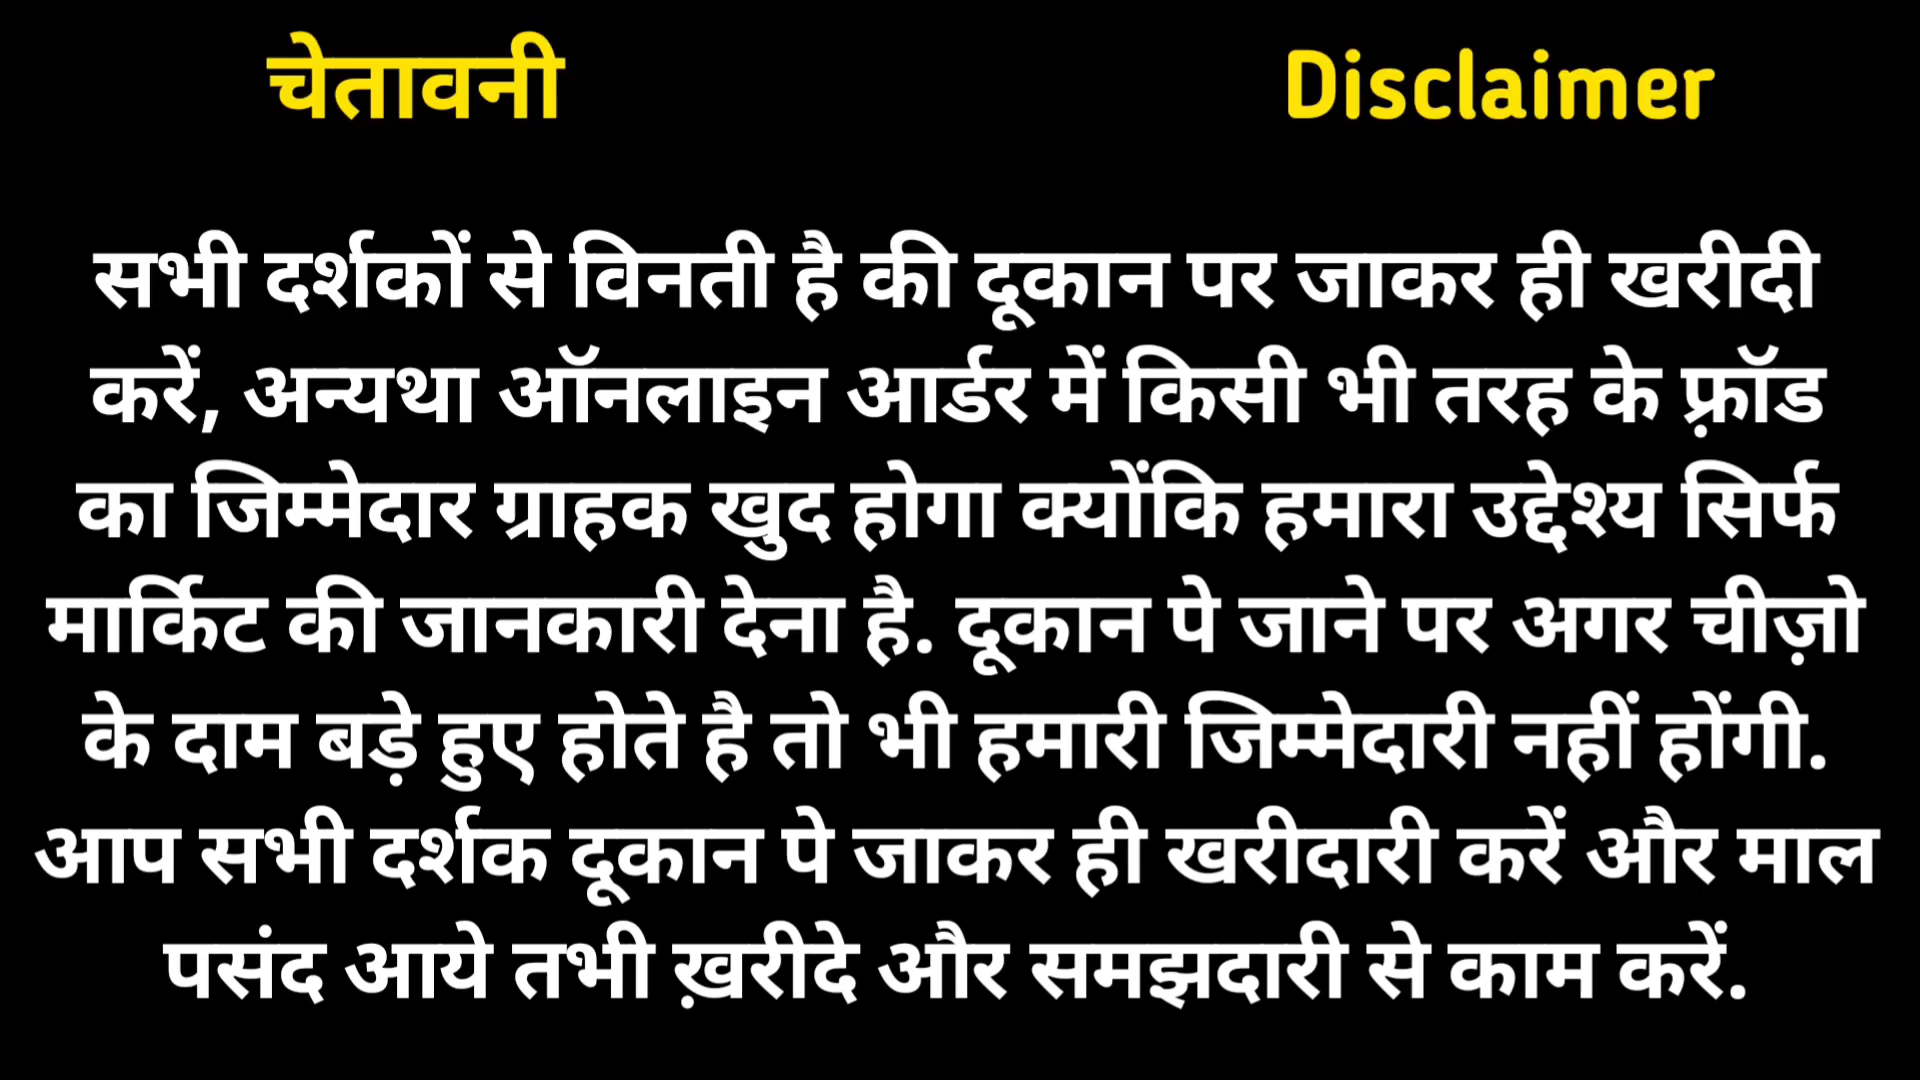 चेतावनी Disclaimer
सभी दर्शकों से विनती है की दूकान पर जाकर ही खरीदी
करें, अन्यथा ऑनलाइन आर्डर में किसी भी तरह के फ़्रॉड
का जिम्मेदार ग्राहक खुद होगा क्योंकि हमारा उद्देश्य सिर्फ
मार्किट की जानकारी देना है. दूकान पे जाने पर अगर चीज़ो
के दाम बड़े हुए होते है तो भी हमारी जिम्मेदारी नहीं होंगी.
आप सभी दर्शक दूकान पे जाकर ही खरीदारी करें और माल
पसंद आये तभी ख़रीदे और समझदारी से काम करें.